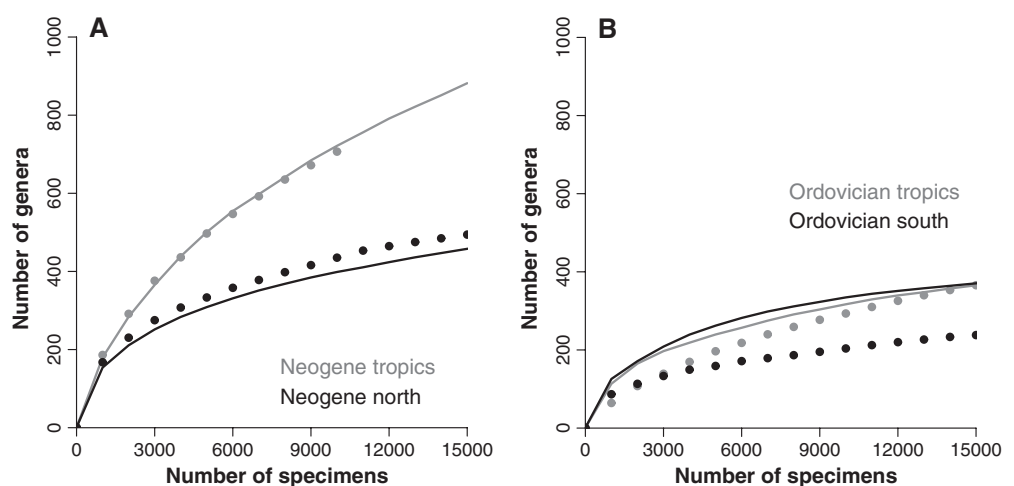 A
Number of genera
1000
800
600
400
200
0
Neogene tropics
Neogene north
0 3000 6000 9000 12000 15000
Number of specimens
B
Number of genera
1000
800
600
400
200
0
Ordovician tropics
Ordovician south
0 3000 6000 9000 12000 15000
Number of specimens